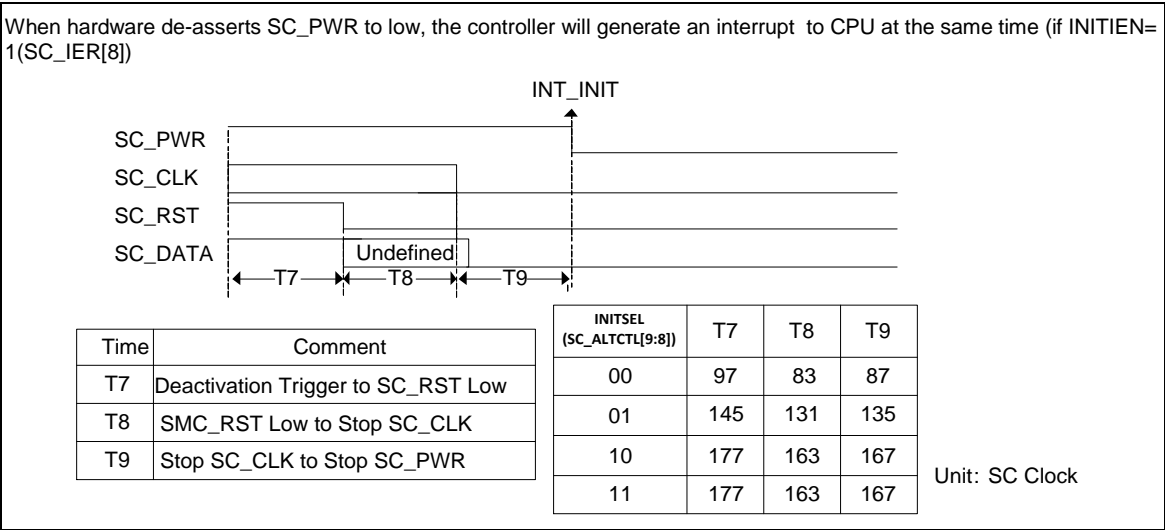 When hardware de-asserts SC_PWR to low, the controller will generate an interrupt to CPU at the same time (if INITIEN=
1(SC_IER[8])
INT_INIT
SC_PWR
SC_CLK
SC_RST
SC_DATA
Undefined
T7
T8
T9
Time Comment
T7 Deactivation Trigger to SC_RST Low
T8 SMC_RST Low to Stop SC_CLK
T9 Stop SC_CLK to Stop SC_PWR
INITSEL
(SC_ALTCTL[9:8]) T7 T8 T9
00 97 83 87
01 145 131 135
10 177 163 167
11 177 163 167
Unit: SC Clock